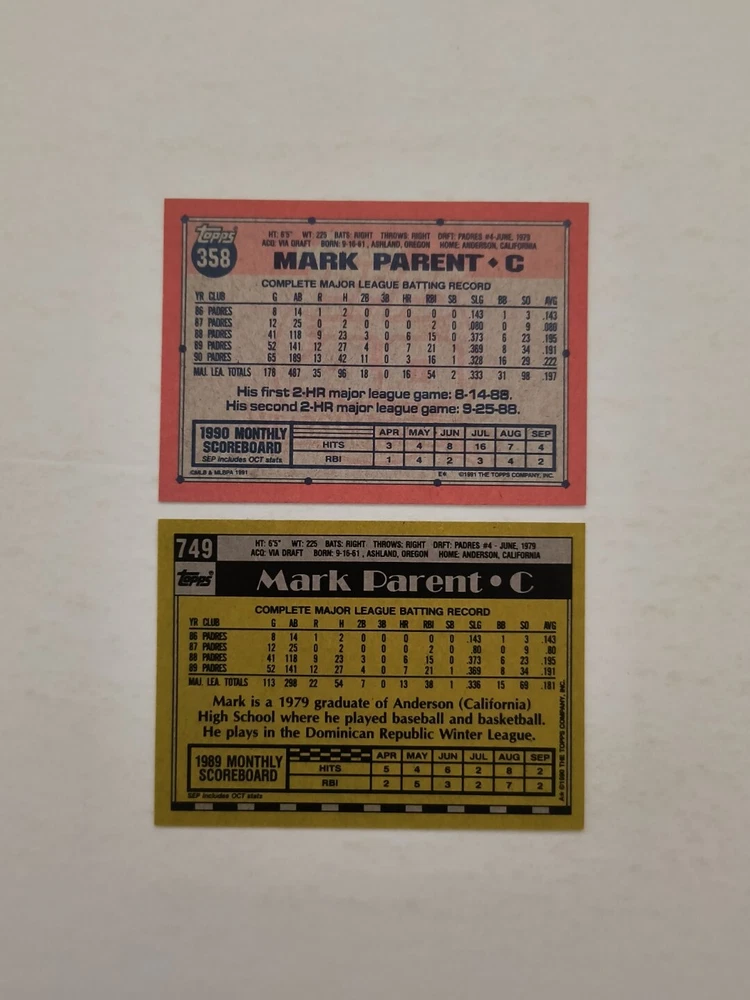 Topps
358
HT: 6'5" WT: 225 BATS: RIGHT THROWS: RIGHT DRFT: PADRES #4-JUNE, 1979
ACQ: VIA DRAFT BORN: 9-16-61, ASHLAND, OREGON HOME: ANDERSON, CALIFORNIA
MARK PARENT • C
COMPLETE MAJOR LEAGUE BATTING RECORD
YR CLUB G AB R H 2B 3B HR RBI SB SLG BB SO AVG
86 PADRES 8 14 1 2 0 0 0 0 0 .143 1 3 .143
87 PADRES 12 25 0 2 0 0 0 2 0 .080 0 9 .080
88 PADRES 41 118 9 23 3 0 6 15 0 .373 6 23 .195
89 PADRES 52 141 12 27 4 0 7 21 1 .369 8 34 .191
90 PADRES 65 189 13 42 11 0 3 16 1 .328 16 29 .222
MAJ. LEA. TOTALS 178 487 35 96 18 0 16 54 2 .333 31 98 .197
His first 2-HR major league game: 8-14-88.
His second 2-HR major league game: 9-25-88.
1990 MONTHLY SCOREBOARD
SEP includes OCT stats
APR MAY JUN JUL AUG SEP
HITS 3 4 8 16 7 4
RBI 1 4 2 3 4 2
©MLB & MLBPA 1991
©1991 THE TOPPS COMPANY, INC.
749
Topps
HT: 6'5" WT: 225 BATS: RIGHT THROWS: RIGHT DRFT: PADRES #4 - JUNE, 1979
ACQ: VIA DRAFT BORN: 9-16-61, ASHLAND, OREGON HOME: ANDERSON, CALIFORNIA
Mark Parent • C
COMPLETE MAJOR LEAGUE BATTING RECORD
YR CLUB G AB R H 2B 3B HR RBI SB SLG BB SO AVG
86 PADRES 8 14 1 2 0 0 0 0 0 .143 1 3 .143
87 PADRES 12 25 0 2 0 0 0 2 0 .80 0 9 .80
88 PADRES 41 118 9 23 3 0 6 15 0 .373 6 23 .195
89 PADRES 52 141 12 27 4 0 7 21 1 .369 8 34 .191
MAJ. LEA. TOTALS 113 298 22 54 7 0 13 38 1 .336 15 69 .181
Mark is a 1979 graduate of Anderson (California)
High School where he played baseball and basketball.
He plays in the Dominican Republic Winter League.
1989 MONTHLY SCOREBOARD
SEP includes OCT stats
APR MAY JUN JUL AUG SEP
HITS 5 4 6 2 8 2
RBI 2 5 3 2 7 2
A* ©1990 THE TOPPS COMPANY, INC.